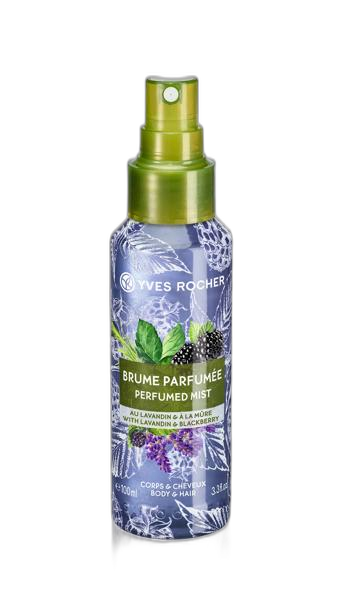 YVES ROCHER
BRUME PARFUMÉE
PERFUMED MIST
AU LAVANDIN & À LA MÛRE
WITH LAVANDIN & BLACKBERRY
CORPS & CHEVEUX
BODY & HAIR
e 100ml 3.3fl.oz.